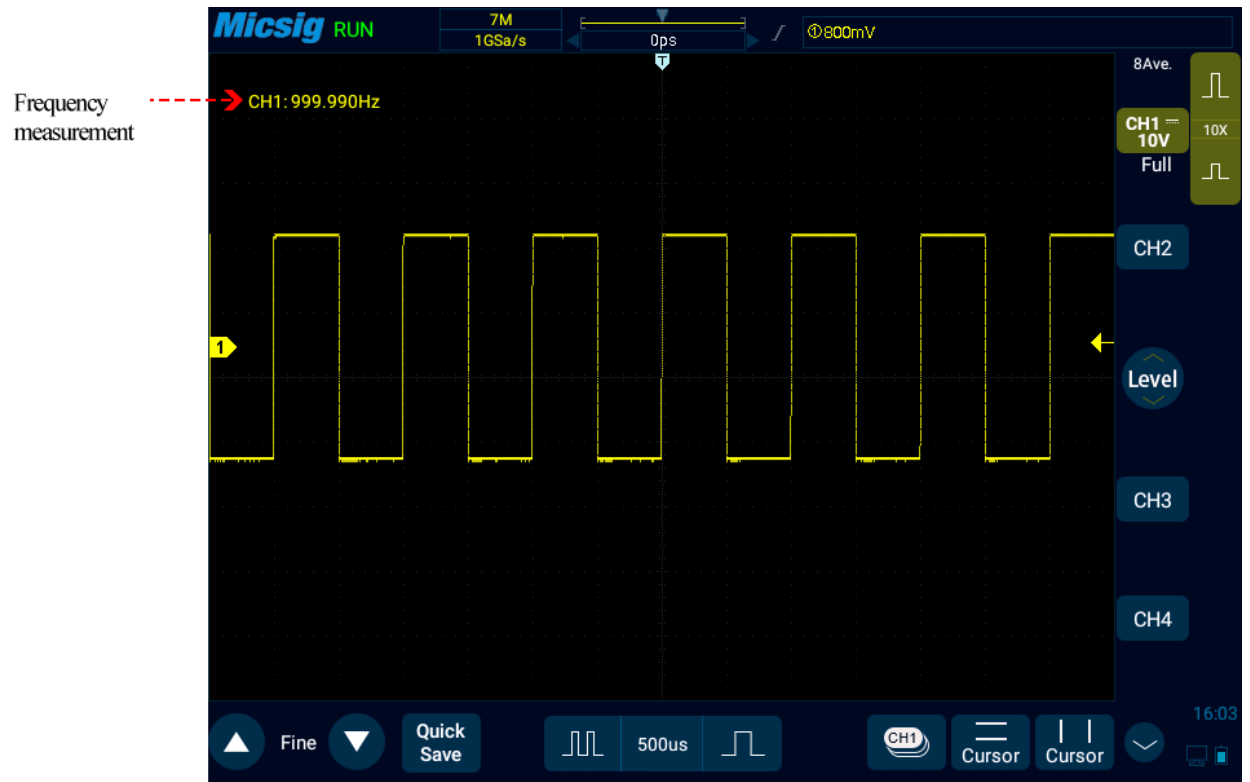 Micsig RUN
7M
1GSa/s
0ps
①800mV
T
8Ave.
Frequency
measurement
CH1:999.990Hz
CH1
10V
10X
Full
CH2
1
Level
CH3
CH4
16:03
Fine
Quick
Save
500us
CH1
Cursor
Cursor